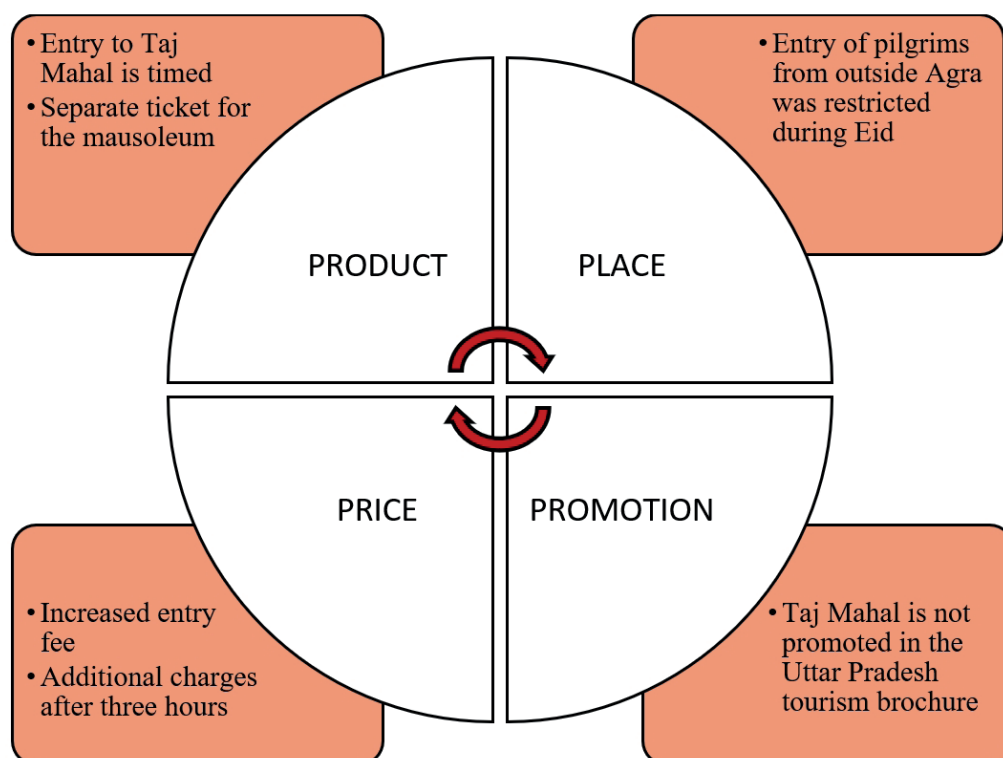 • Entry to Taj
Mahal is timed
• Separate ticket for
the mausoleum
• Entry of pilgrims
from outside Agra
was restricted
during Eid
PRODUCT
PLACE
PRICE
PROMOTION
• Increased entry
fee
• Additional charges
after three hours
• Taj Mahal is not
promoted in the
Uttar Pradesh
tourism brochure